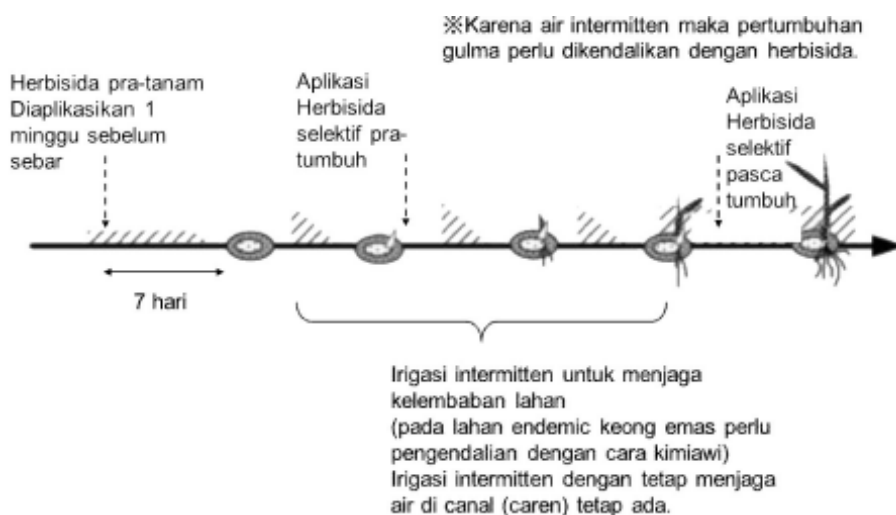 ※Karena air intermitten maka pertumbuhan
gulma perlu dikendalikan dengan herbisida.
Herbisida pra-tanam
Diaplikasikan 1
minggu sebelum
sebar
Aplikasi
Herbisida
selektif pra-
tumbuh
Aplikasi
Herbisida
selektif
pasca
tumbuh
7 hari
Irigasi intermitten untuk menjaga
kelembaban lahan
(pada lahan endemic keong emas perlu
pengendalian dengan cara kimiawi)
Irigasi intermitten dengan tetap menjaga
air di canal (caren) tetap ada.